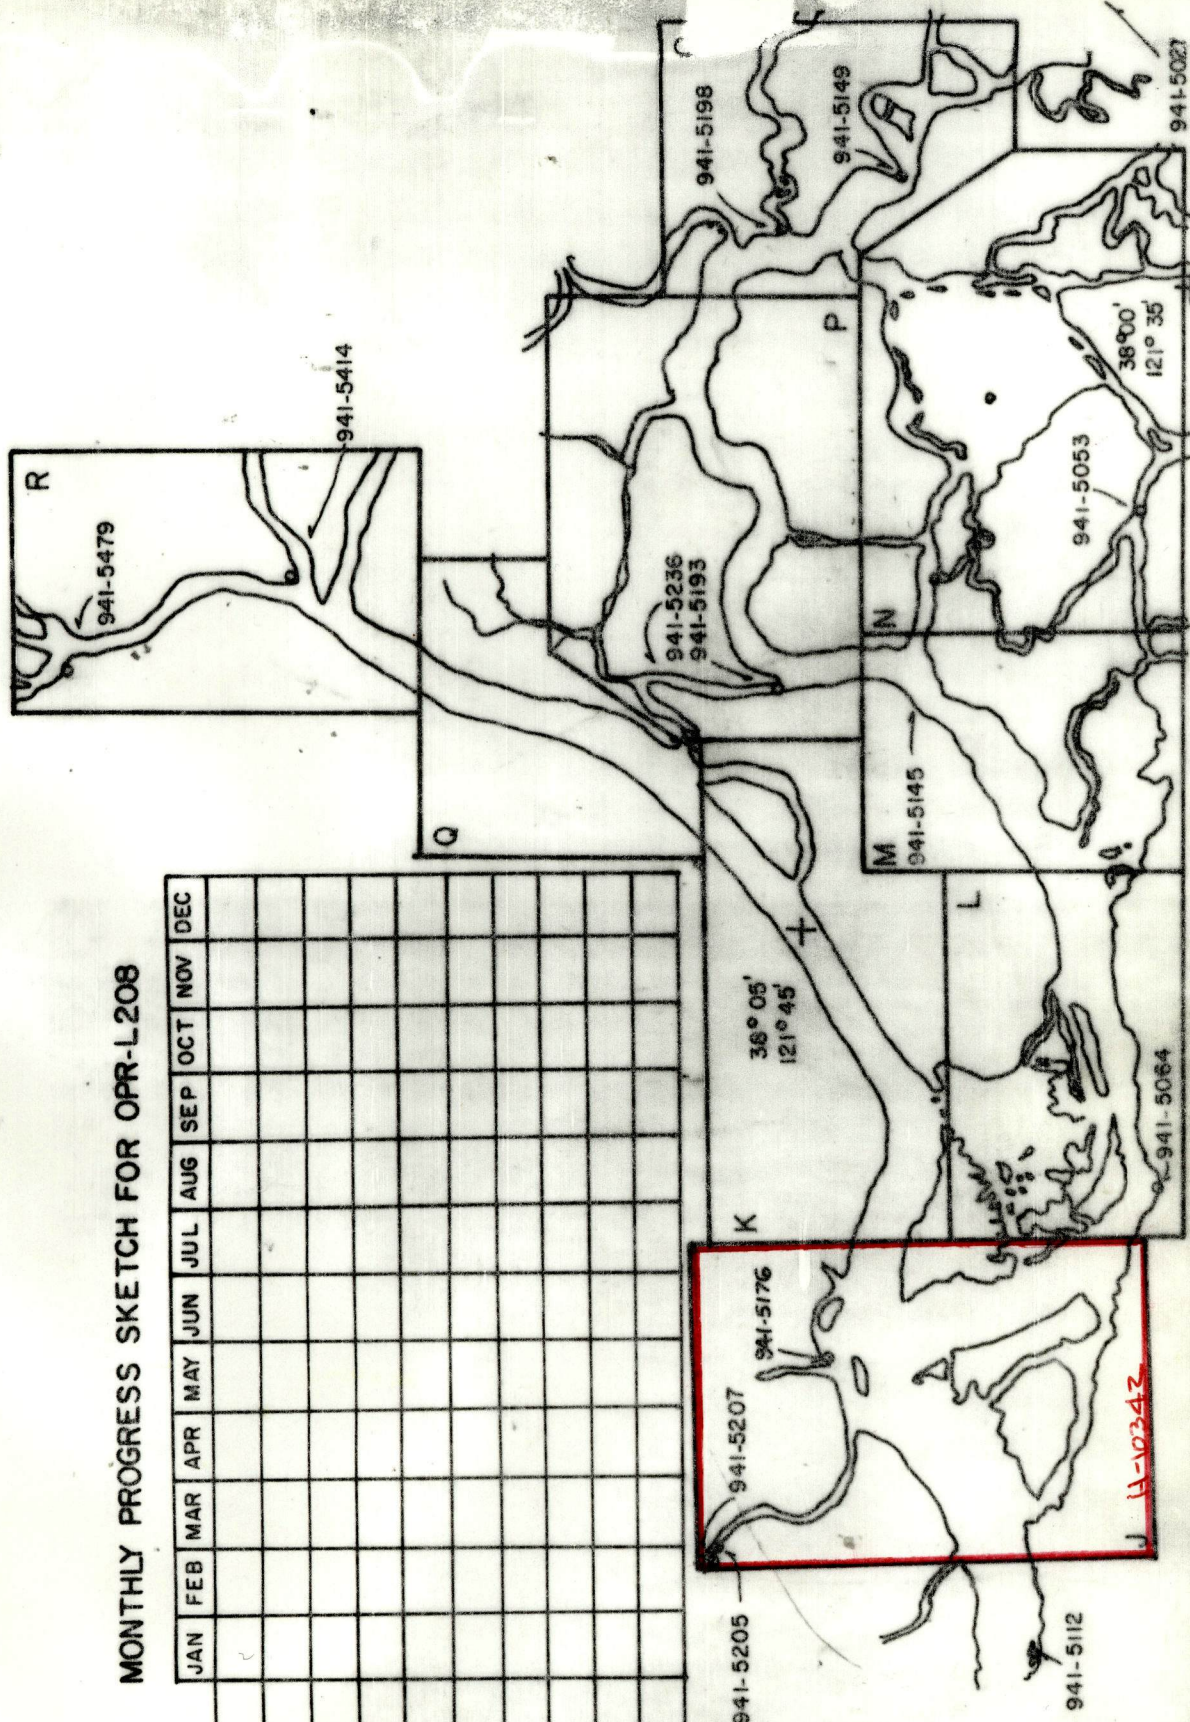 MONTHLY PROGRESS SKETCH FOR OPR-L208
JAN FEB MAR APR MAY JUN JUL AUG SEP OCT NOV DEC
R
941-5479
941-5414
Q
941-5236
941-5193
P
941-5198
941-5149
941-5027
38°00'
121° 35'
N
941-5053
M
941-5145
L
941-5064
K
38° 05'
121° 45'
941-5176
941-5207
941-5205
941-5112
J
H-10342